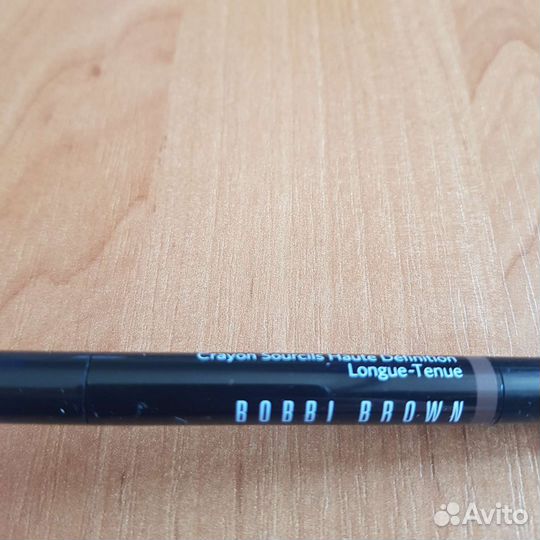 Crayon Sourcils Haute Définition
Longue-Tenue
BOBBI BROWN
Avito